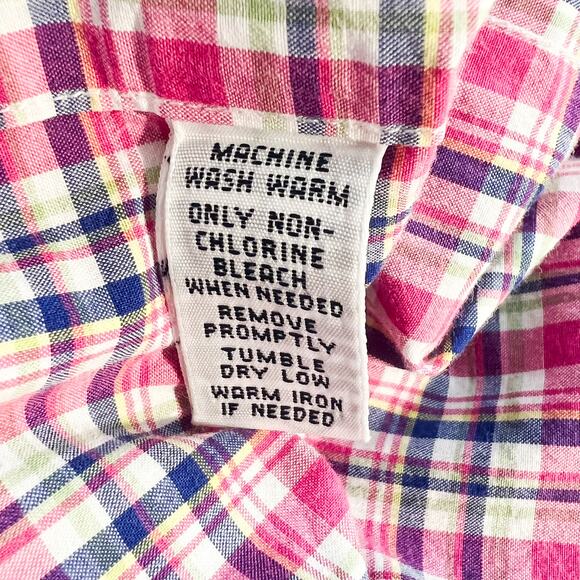 MACHINE
WASH WARM
ONLY NON-
CHLORINE
BLEACH
WHEN NEEDED
REMOVE
PROMPTLY
TUMBLE
DRY LOW
WARM IRON
IF NEEDED